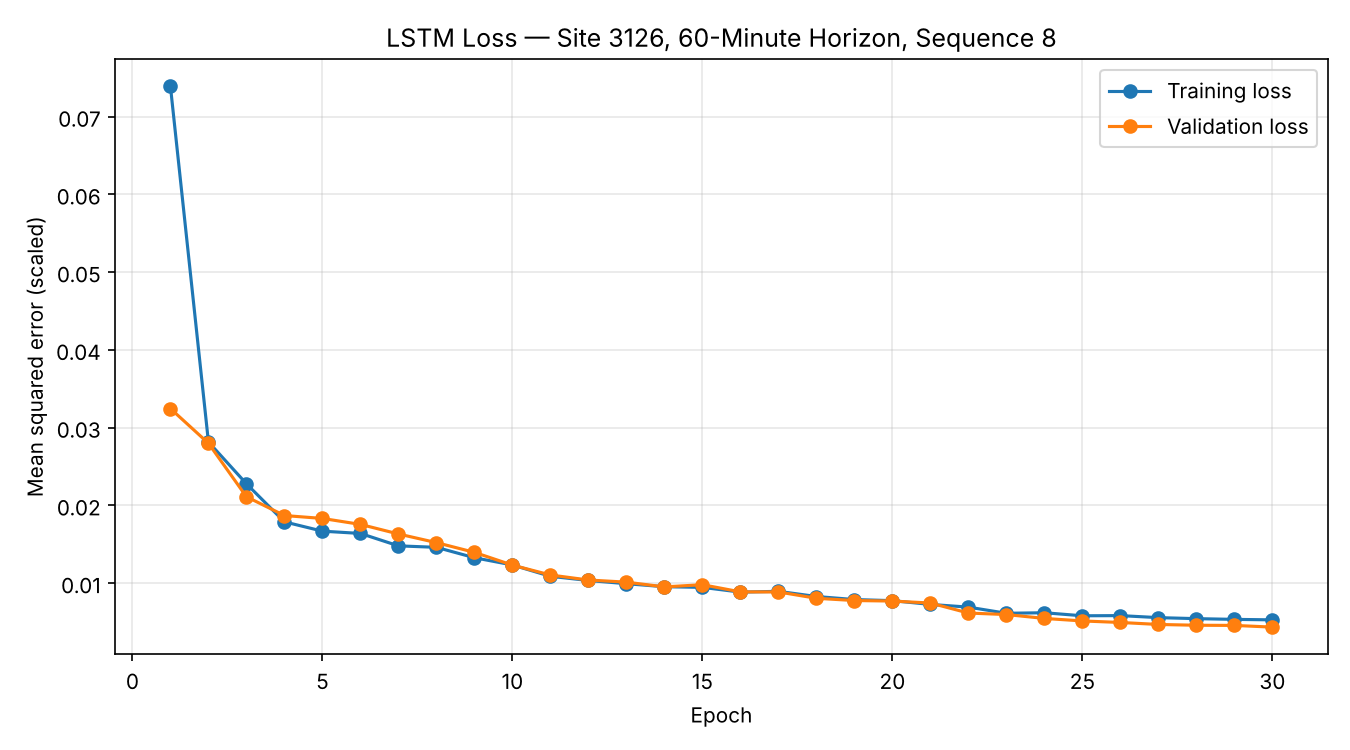 LSTM Loss — Site 3126, 60-Minute Horizon, Sequence 8
Training loss
Validation loss
Mean squared error (scaled)
0.07
0.06
0.05
0.04
0.03
0.02
0.01
0 5 10 15 20 25 30
Epoch